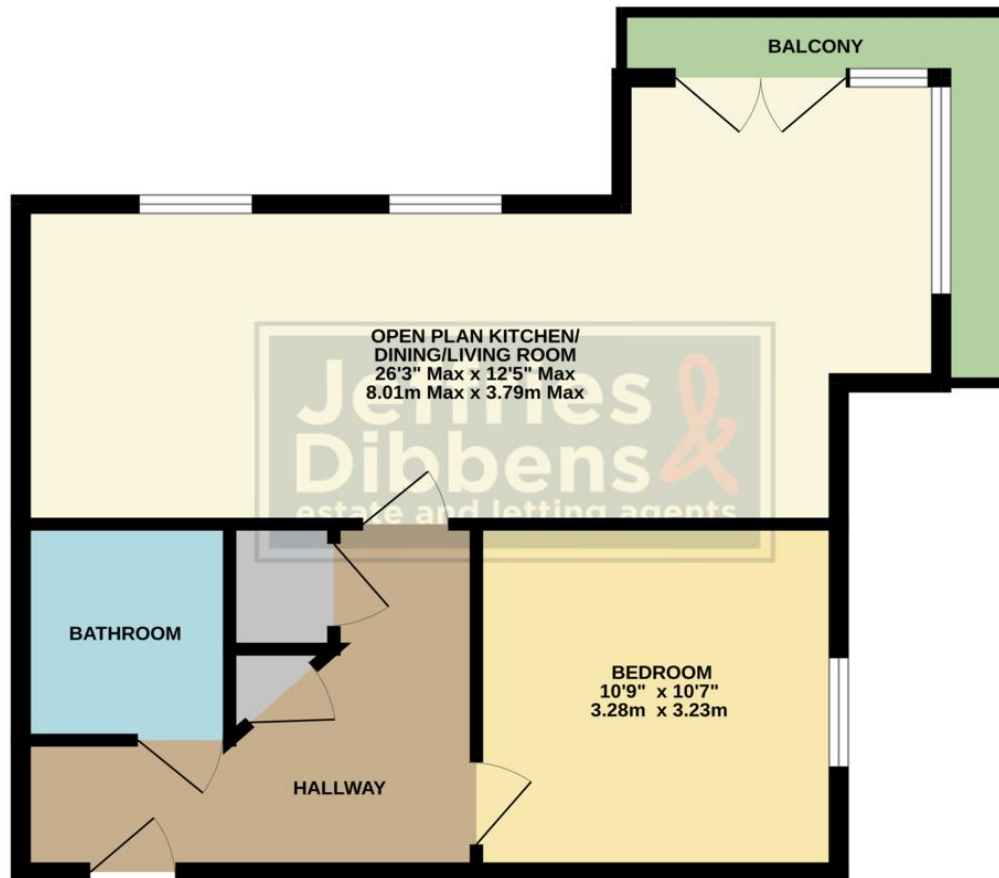 BALCONY
OPEN PLAN KITCHEN/
DINING/LIVING ROOM
26'3" Max x 12'5" Max
8.01m Max x 3.79m Max
Jeffries
Dibbens &
estate and letting agents
BATHROOM
BEDROOM
10'9" x 10'7"
3.28m x 3.23m
HALLWAY